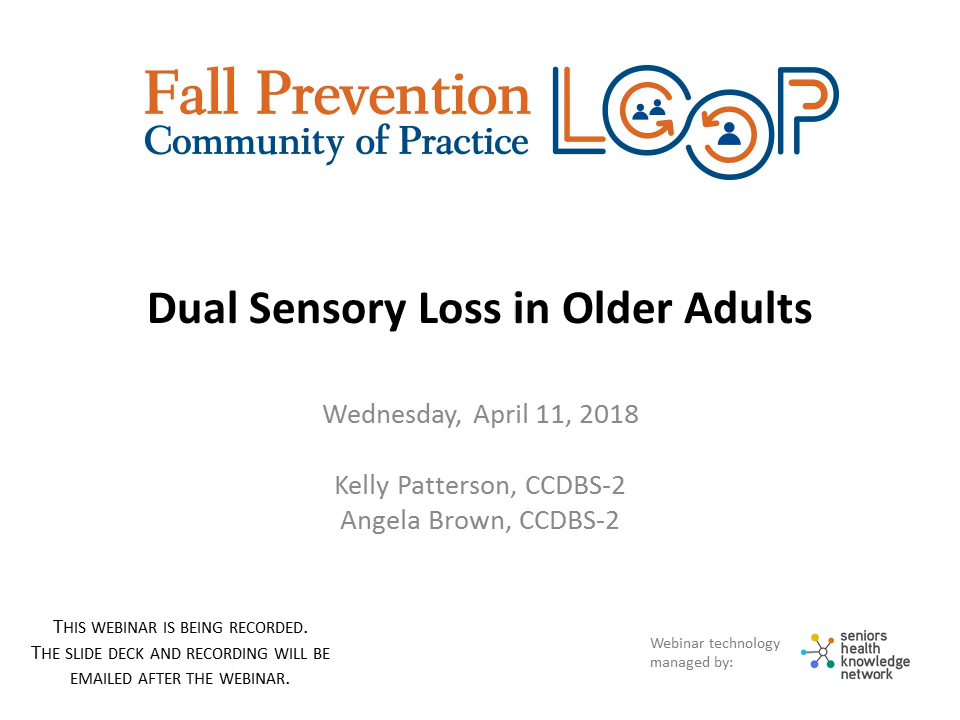 Fall Prevention LOOP
Community of Practice
Dual Sensory Loss in Older Adults
Wednesday, April 11, 2018
Kelly Patterson, CCDBS-2
Angela Brown, CCDBS-2
THIS WEBINAR IS BEING RECORDED.
THE SLIDE DECK AND RECORDING WILL BE
EMAILED AFTER THE WEBINAR.
Webinar technology
managed by:
seniors
health
knowledge
network